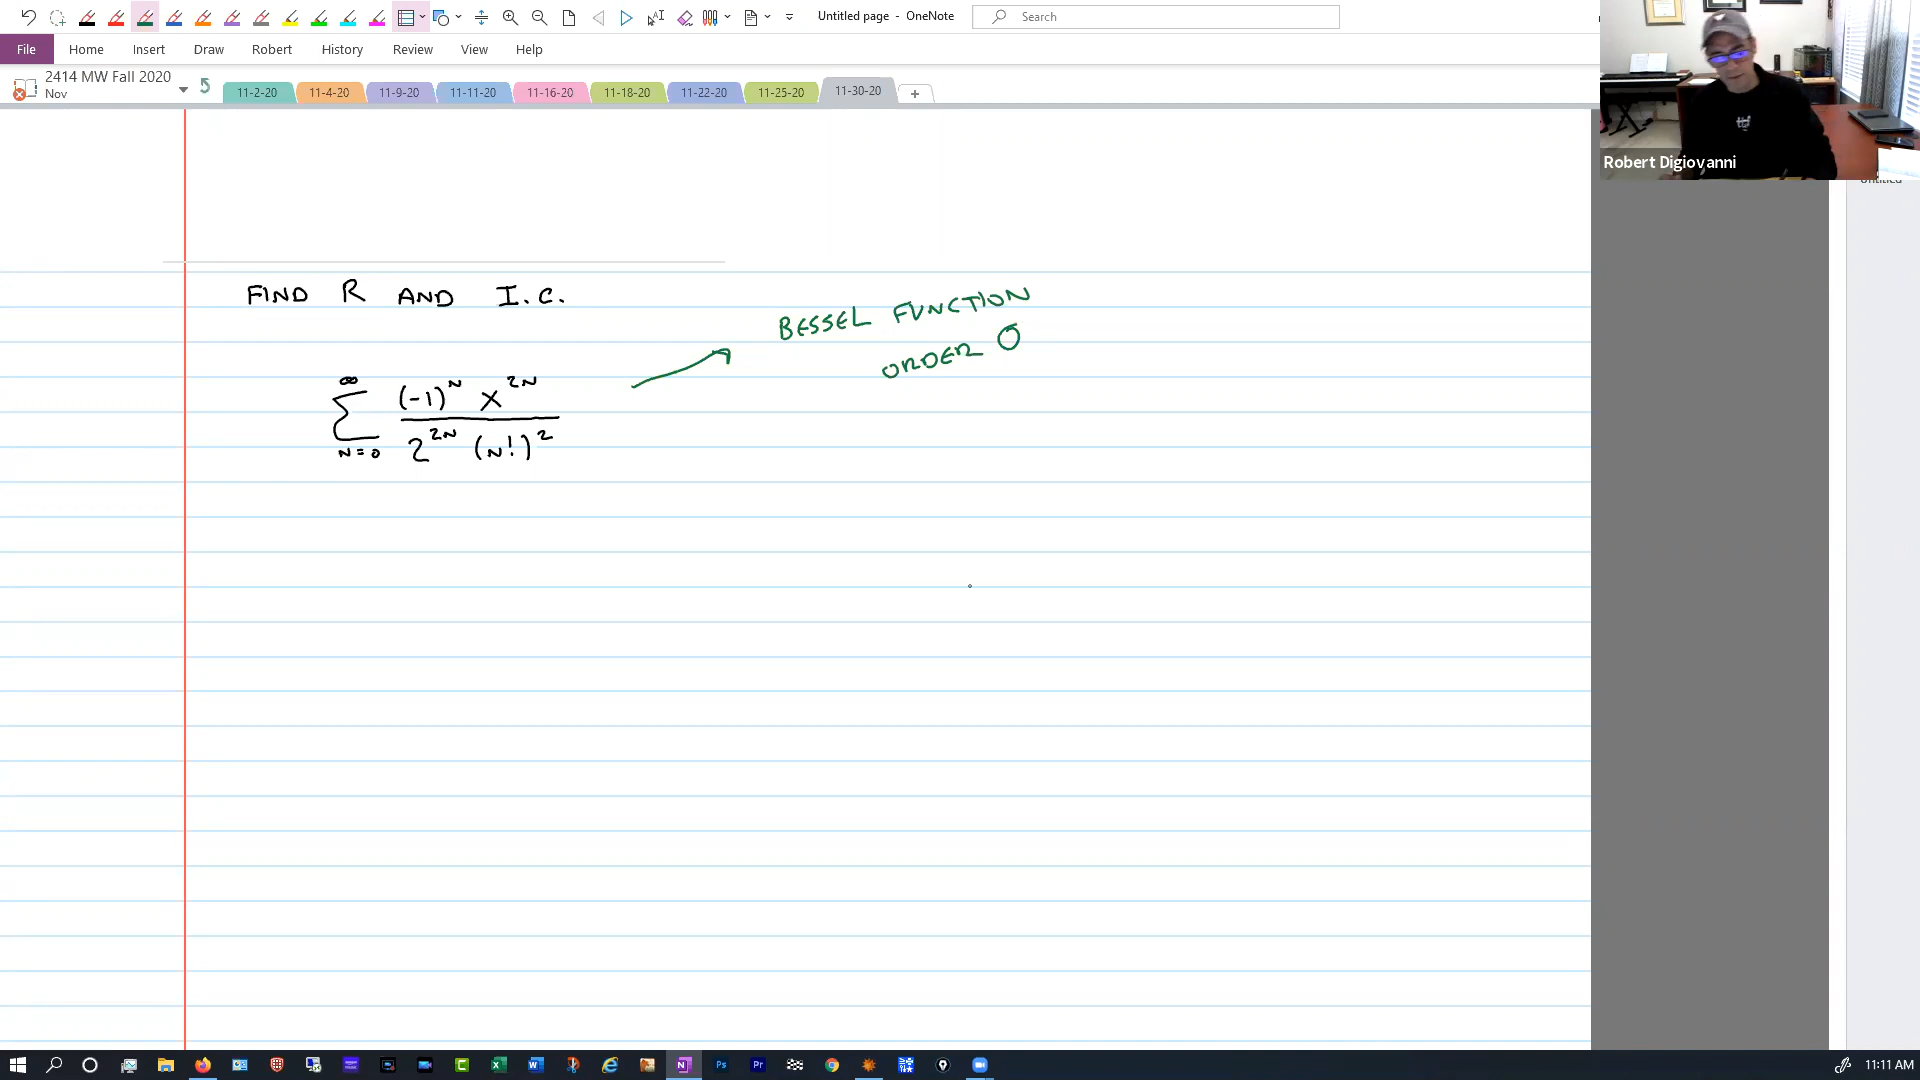 Untitled page - OneNote
Search
File Home Insert Draw Robert History Review View Help
2414 MW Fall 2020
Nov
11-2-20 11-4-20 11-9-20 11-11-20 11-16-20 11-18-20 11-22-20 11-25-20 11-30-20 +
Robert Digiovanni
Untitled
FIND R AND I.C.
BESSEL FUNCTION
ORDER 0
∞
(-1)^N X^2N
Σ
N=0 2^2N (N!)^2
11:11 AM